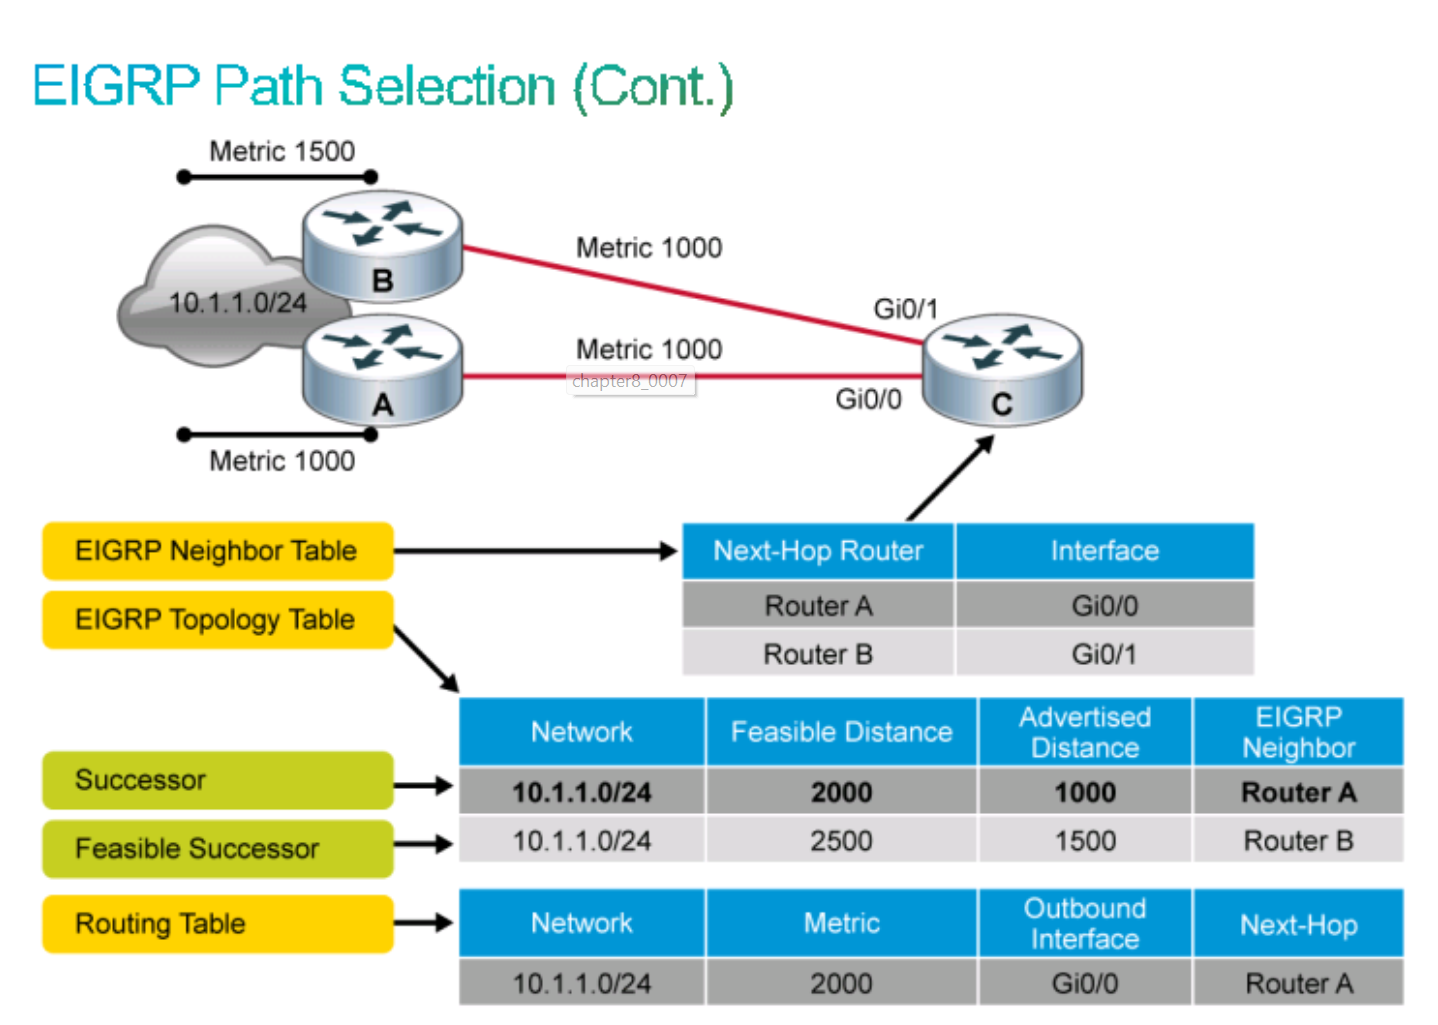 EIGRP Path Selection (Cont.)
Metric 1500
B
Metric 1000
10.1.1.0/24
Gi0/1
Metric 1000
chapter8_0007
A
Gi0/0
C
Metric 1000
EIGRP Neighbor Table
Next-Hop Router Interface
Router A Gi0/0
Router B Gi0/1
EIGRP Topology Table
Network Feasible Distance Advertised Distance EIGRP Neighbor
Successor
10.1.1.0/24 2000 1000 Router A
Feasible Successor
10.1.1.0/24 2500 1500 Router B
Routing Table
Network Metric Outbound Interface Next-Hop
10.1.1.0/24 2000 Gi0/0 Router A